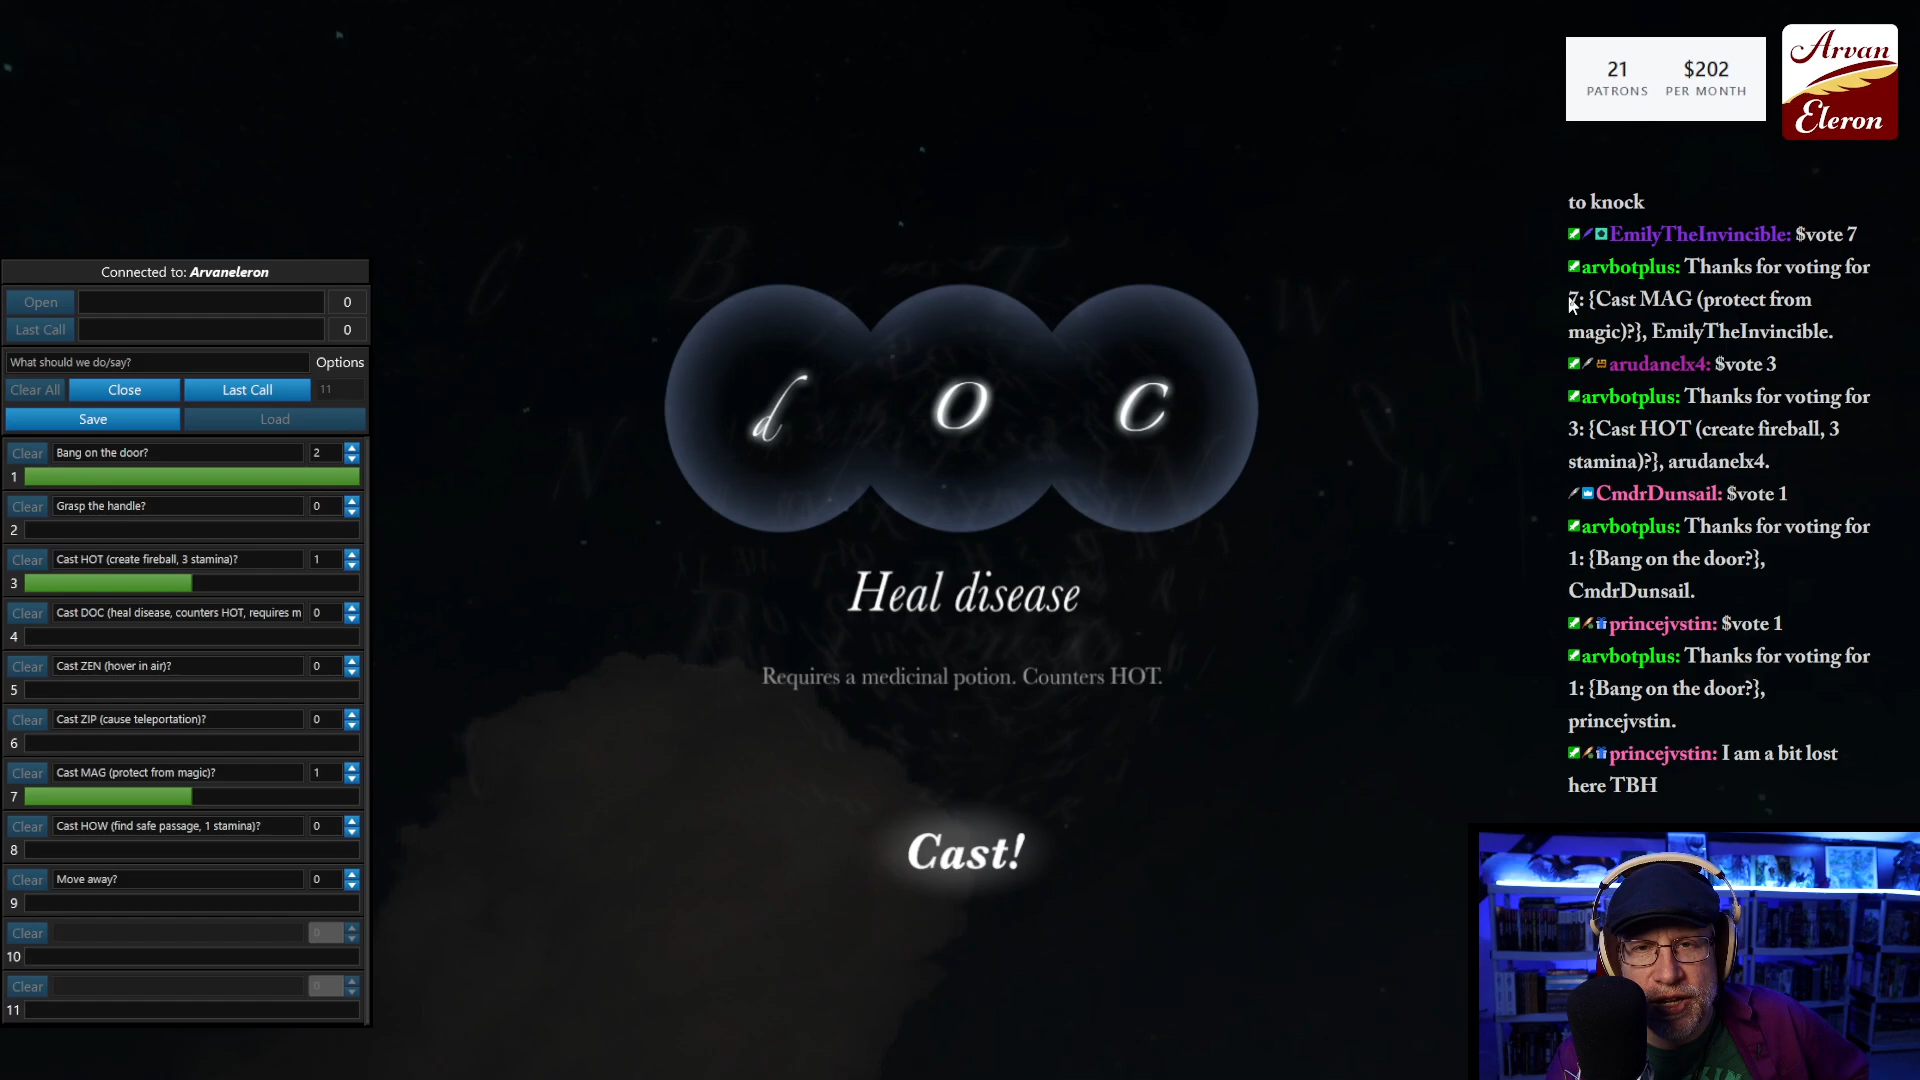 Connected to: Arvaneleron
Open 0
Last Call 0
What should we do/say? Options
Clear All Close Last Call 11
Save Load
Clear Bang on the door? 2
1
Clear Grasp the handle? 0
2
Clear Cast HOT (create fireball, 3 stamina)? 1
3
Clear Cast DOC (heal disease, counters HOT, requires m 0
4
Clear Cast ZEN (hover in air)? 0
5
Clear Cast ZIP (cause teleportation)? 0
6
Clear Cast MAG (protect from magic)? 1
7
Clear Cast HOW (find safe passage, 1 stamina)? 0
8
Clear Move away? 0
9
Clear 0
10
Clear 0
11
d O C
Heal disease
Requires a medicinal potion. Counters HOT.
Cast!
21 $202
PATRONS PER MONTH
Arvan
Eleron
to knock
EmilyTheInvincible: $vote 7
arvbotplus: Thanks for voting for
7: {Cast MAG (protect from
magic)?}, EmilyTheInvincible.
arudanelx4: $vote 3
arvbotplus: Thanks for voting for
3: {Cast HOT (create fireball, 3
stamina)?}, arudanelx4.
CmdrDunsail: $vote 1
arvbotplus: Thanks for voting for
1: {Bang on the door?},
CmdrDunsail.
princejvstin: $vote 1
arvbotplus: Thanks for voting for
1: {Bang on the door?},
princejvstin.
princejvstin: I am a bit lost
here TBH